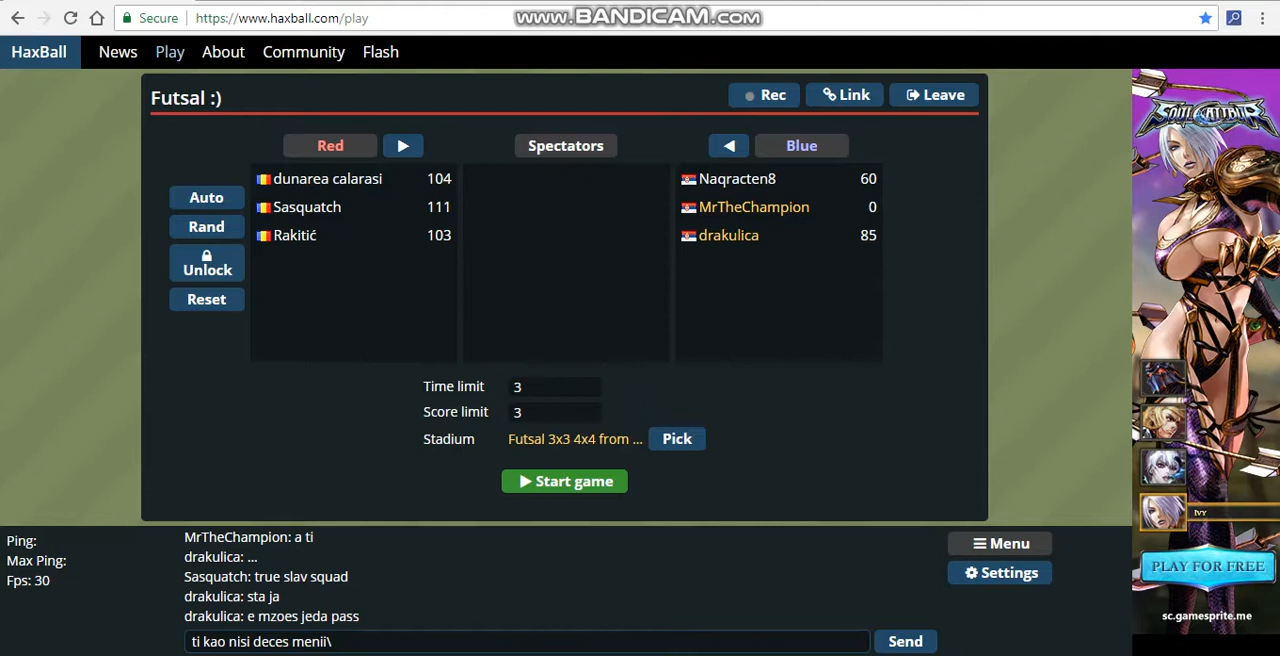 Secure https://www.haxball.com/play
www.BANDICAM.com
HaxBall News Play About Community Flash
Futsal :)
Rec Link Leave
Red Spectators Blue
dunarea calarasi 104 Naqracten8 60
Auto
Sasquatch 111 MrTheChampion 0
Rand
Rakitić 103 drakulica 85
Unlock
Reset
Time limit 3
Score limit 3
Stadium Futsal 3x3 4x4 from ... Pick
Start game
Ping:
Max Ping:
Fps: 30
MrTheChampion: a ti
drakulica: ...
Sasquatch: true slav squad
drakulica: sta ja
drakulica: e mzoes jeda pass
ti kao nisi deces menii\
Send
Menu
Settings
SOULCALIBUR
IVY
PLAY FOR FREE
sc.gamesprite.me